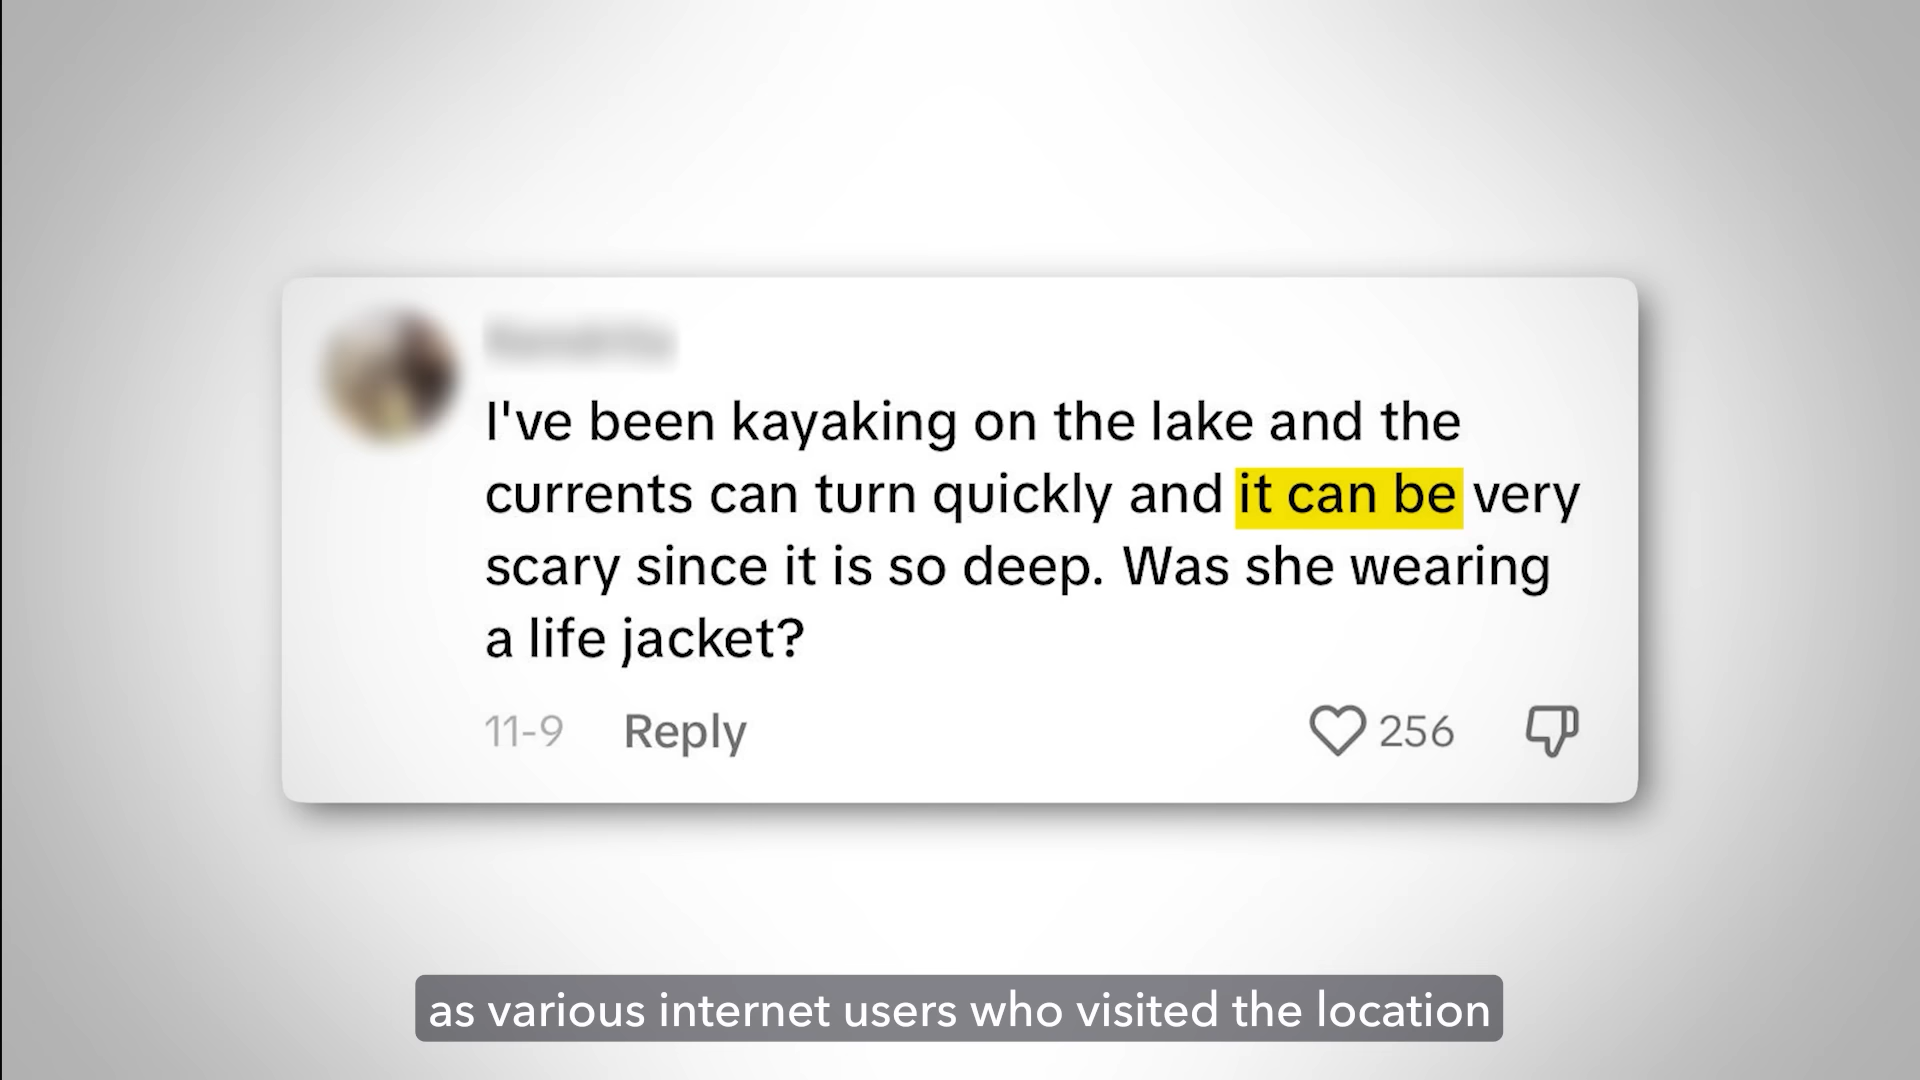 I've been kayaking on the lake and the
currents can turn quickly and it can be very
scary since it is so deep. Was she wearing
a life jacket?
11-9 Reply 256
as various internet users who visited the location